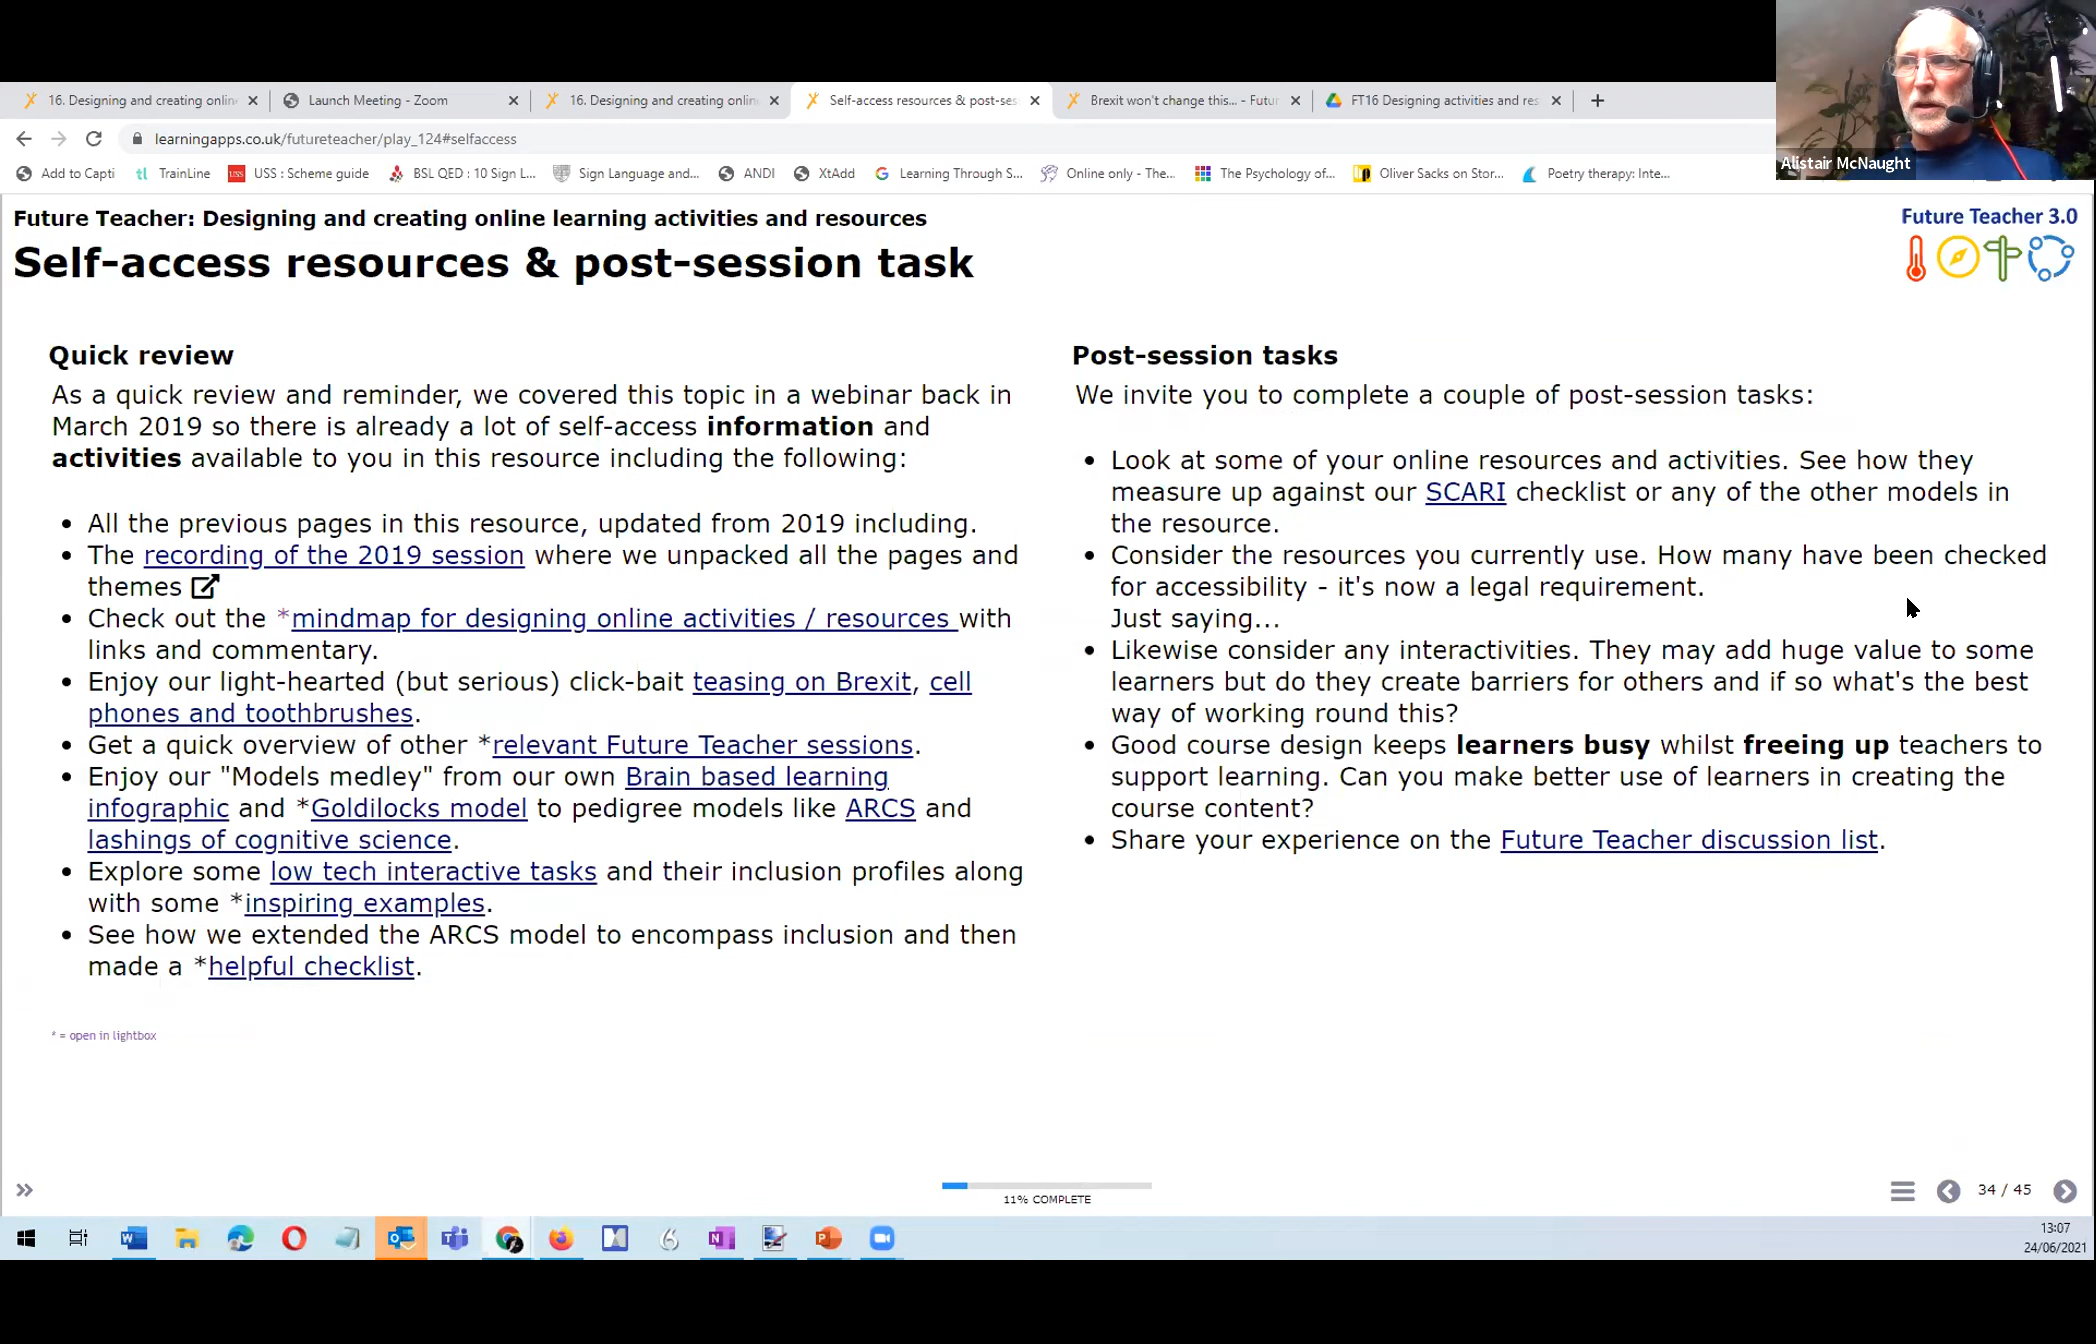 16. Designing and creating onlin
Launch Meeting - Zoom
16. Designing and creating onlin
Self-access resources & post-ses
Brexit won't change this... - Futur
FT16 Designing activities and res
learningapps.co.uk/futureteacher/play_124#selfaccess
Add to Capti
tl TrainLine
USS USS : Scheme guide
BSL QED : 10 Sign L...
Sign Language and...
ANDI
XtAdd
Learning Through S...
Online only - The...
The Psychology of...
Oliver Sacks on Stor...
Poetry therapy: Inte...
Alistair McNaught
Future Teacher: Designing and creating online learning activities and resources
Self-access resources & post-session task
Future Teacher 3.0
Quick review
As a quick review and reminder, we covered this topic in a webinar back in
March 2019 so there is already a lot of self-access information and
activities available to you in this resource including the following:
• All the previous pages in this resource, updated from 2019 including.
• The recording of the 2019 session where we unpacked all the pages and
themes
• Check out the *mindmap for designing online activities / resources with
links and commentary.
• Enjoy our light-hearted (but serious) click-bait teasing on Brexit, cell
phones and toothbrushes.
• Get a quick overview of other *relevant Future Teacher sessions.
• Enjoy our "Models medley" from our own Brain based learning
infographic and *Goldilocks model to pedigree models like ARCS and
lashings of cognitive science.
• Explore some low tech interactive tasks and their inclusion profiles along
with some *inspiring examples.
• See how we extended the ARCS model to encompass inclusion and then
made a *helpful checklist.
* = open in lightbox
Post-session tasks
We invite you to complete a couple of post-session tasks:
• Look at some of your online resources and activities. See how they
measure up against our SCARI checklist or any of the other models in
the resource.
• Consider the resources you currently use. How many have been checked
for accessibility - it's now a legal requirement.
Just saying...
• Likewise consider any interactivities. They may add huge value to some
learners but do they create barriers for others and if so what's the best
way of working round this?
• Good course design keeps learners busy whilst freeing up teachers to
support learning. Can you make better use of learners in creating the
course content?
• Share your experience on the Future Teacher discussion list.
11% COMPLETE
34 / 45
13:07
24/06/2021